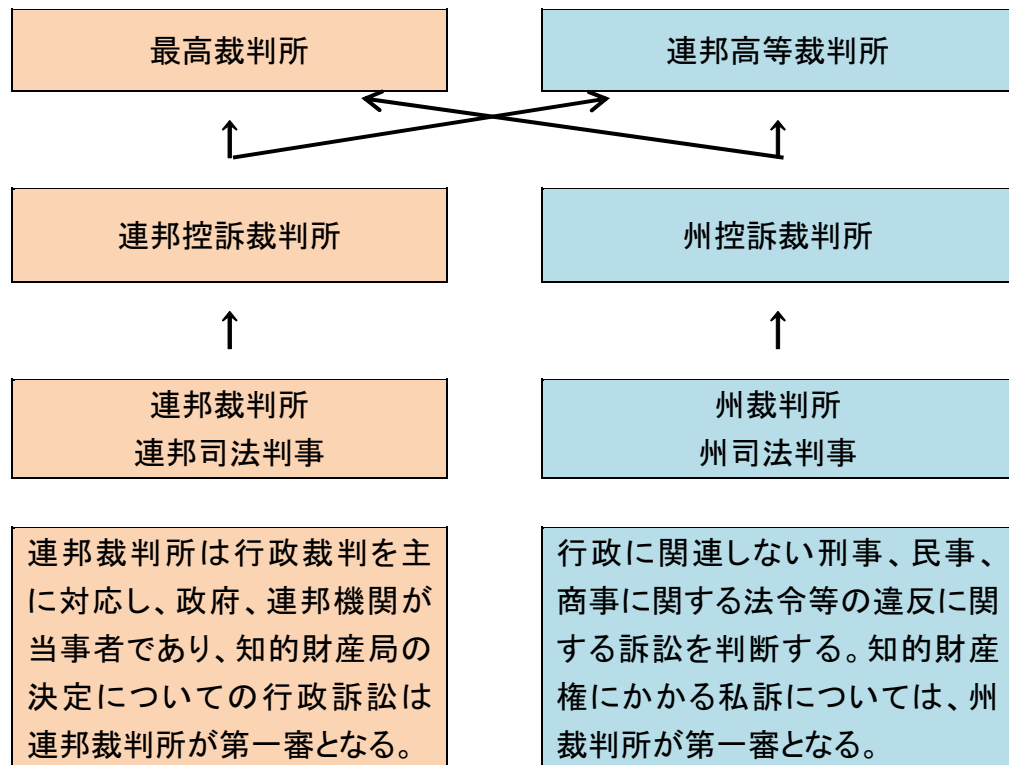 最高裁判所
連邦高等裁判所
連邦控訴裁判所
州控訴裁判所
連邦裁判所
連邦司法判事
州裁判所
州司法判事
連邦裁判所は行政裁判を主
に対応し、政府、連邦機関が
当事者であり、知的財産局の
決定についての行政訴訟は
連邦裁判所が第一審となる。
行政に関連しない刑事、民事、
商事に関する法令等の違反に関
する訴訟を判断する。知的財産
権にかかる私訴については、州
裁判所が第一審となる。